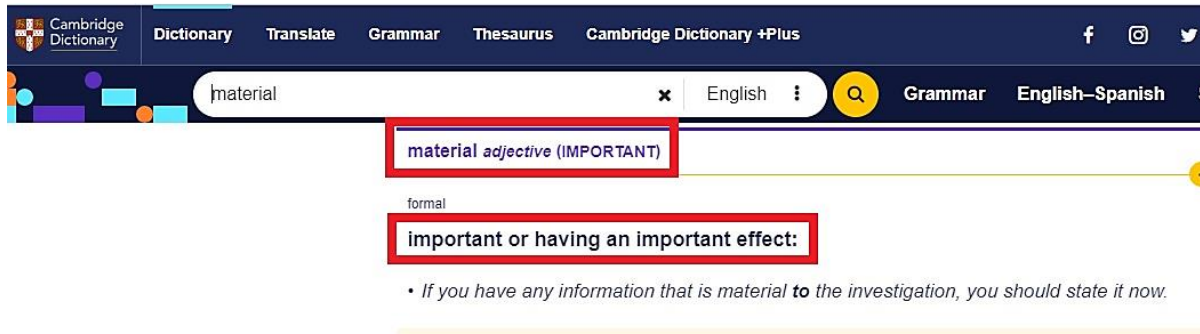 Cambridge
Dictionary
Dictionary Translate Grammar Thesaurus Cambridge Dictionary +Plus
material English Grammar English–Spanish
material adjective (IMPORTANT)
formal
important or having an important effect:
• If you have any information that is material to the investigation, you should state it now.